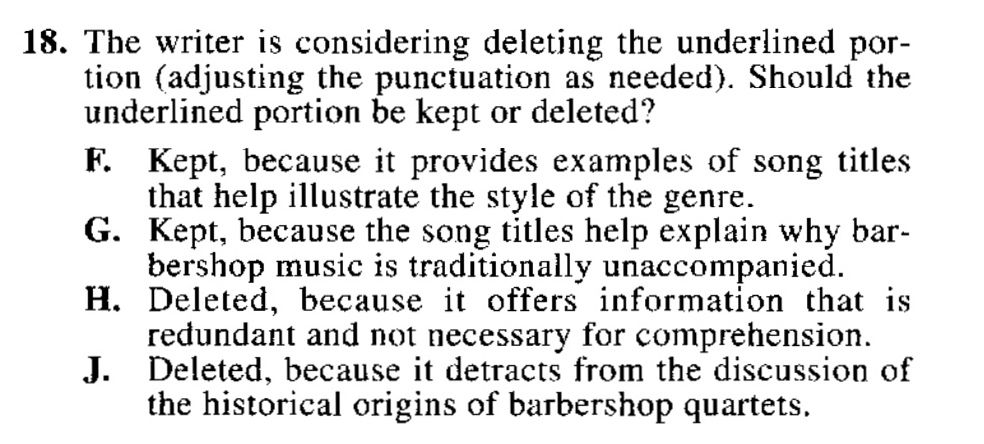 18. The writer is considering deleting the underlined por-
tion (adjusting the punctuation as needed). Should the
underlined portion be kept or deleted?
F. Kept, because it provides examples of song titles
that help illustrate the style of the genre.
G. Kept, because the song titles help explain why bar-
bershop music is traditionally unaccompanied.
H. Deleted, because it offers information that is
redundant and not necessary for comprehension.
J. Deleted, because it detracts from the discussion of
the historical origins of barbershop quartets.